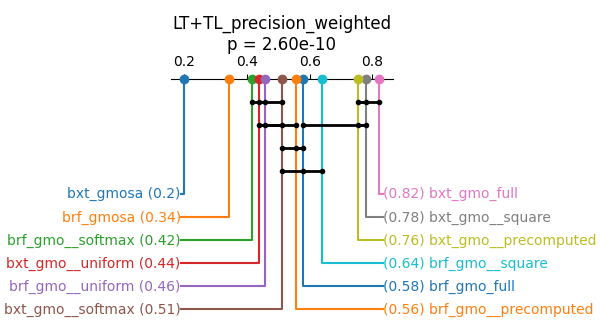 LT+TL_precision_weighted
p = 2.60e-10
0.2 0.4 0.6 0.8
bxt_gmosa (0.2) (0.82) bxt_gmo_full
brf_gmosa (0.34) (0.78) bxt_gmo__square
brf_gmo__softmax (0.42) (0.76) bxt_gmo__precomputed
bxt_gmo__uniform (0.44) (0.64) brf_gmo__square
brf_gmo__uniform (0.46) (0.58) brf_gmo_full
bxt_gmo__softmax (0.51) (0.56) brf_gmo__precomputed